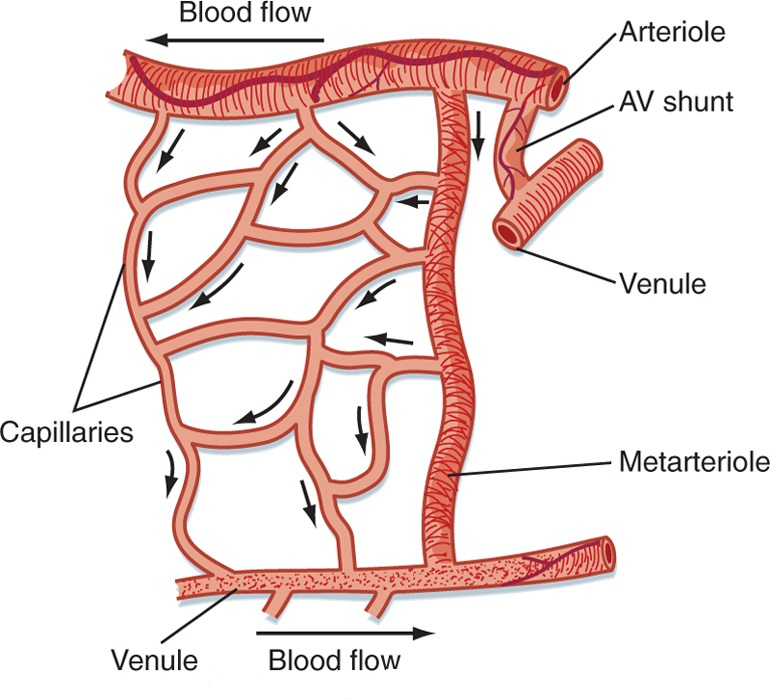 Blood flow
Arteriole
AV shunt
Venule
Capillaries
Metarteriole
Venule
Blood flow